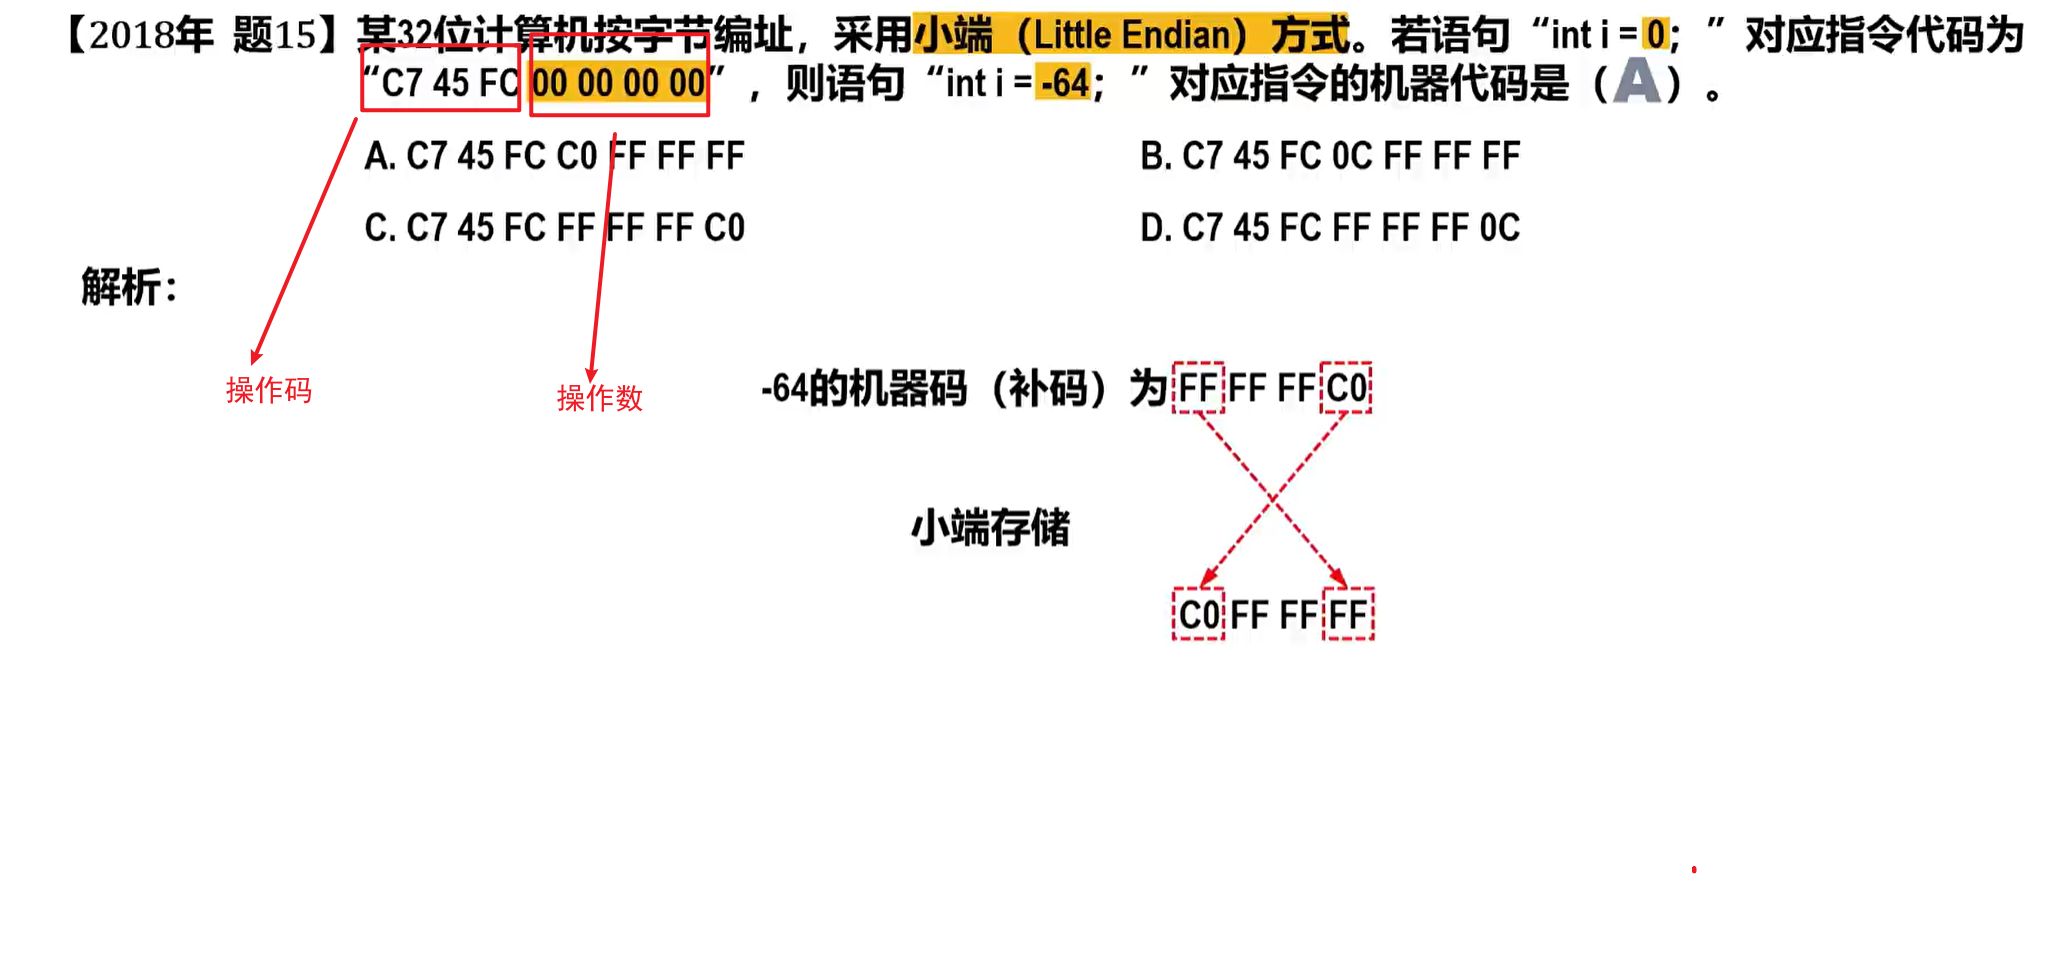 【2018年 题15】某32位计算机按字节编址，采用小端（Little Endian）方式。若语句“int i = 0；”对应指令代码为
“C7 45 FC 00 00 00 00”，则语句“int i = -64；”对应指令的机器代码是（A）。
A. C7 45 FC C0 FF FF FF B. C7 45 FC 0C FF FF FF
C. C7 45 FC FF FF FF C0 D. C7 45 FC FF FF FF 0C
解析：
操作码 操作数
-64的机器码（补码）为 FF FF FF C0
小端存储
C0 FF FF FF